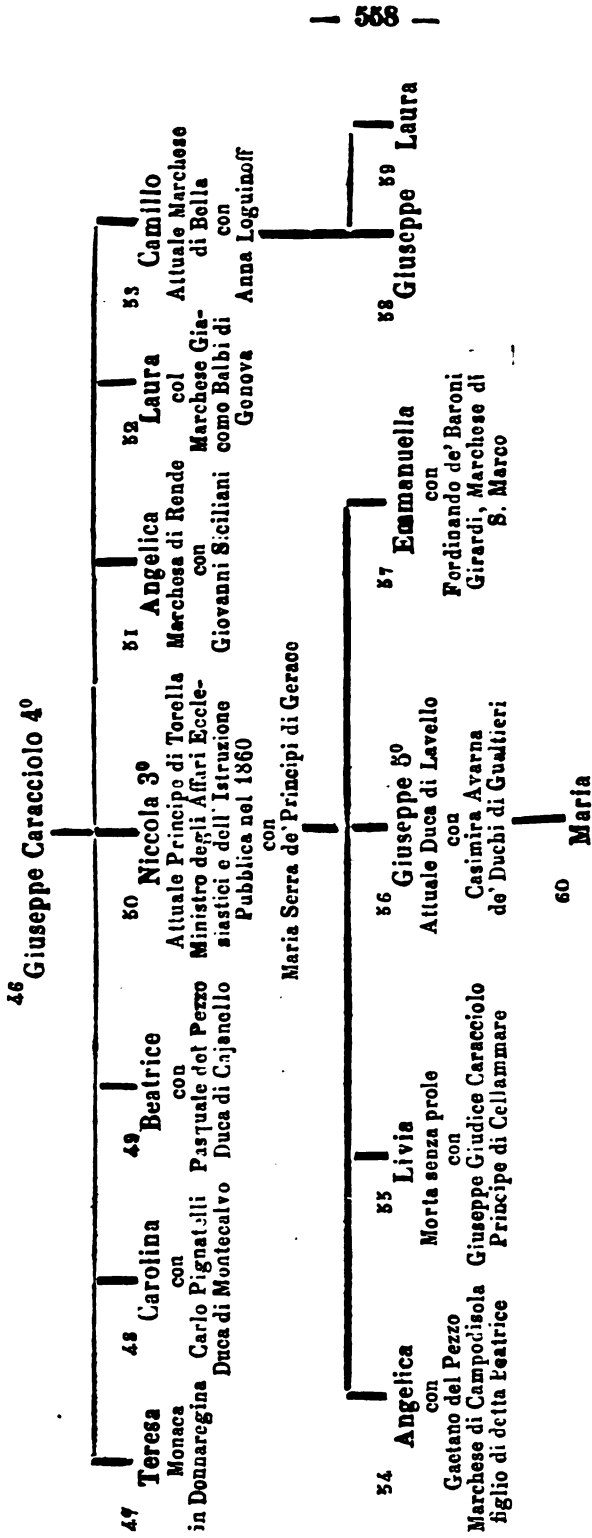 — 558 —
46 Giuseppe Caracciolo 4º
47 Teresa
Monaca
in Donnaregina
48 Carolina
con
Carlo Pignatelli
Duca di Montecalvo
49 Beatrice
con
Pasquale del Pezzo
Duca di Cajanello
50 Niccola 3º
Attuale Principe di Torella
Ministro degli Affari Eccle-
siastici e dell' Istruzione
Pubblica nel 1860
con
Maria Serra de' Principi di Gerace
51 Angelica
Marchesa di Rende
con
Giovanni Siciliani
52 Laura
col
Marchese Gia-
como Balbi di
Genova
53 Camillo
Attuale Marchese
di Bella
con
Anna Loguinoff
54 Angelica
con
Gaetano del Pezzo
Marchese di Campodisola
figlio di detta Beatrice
55 Livia
Morta senza prole
con
Giuseppe Giudice Caracciolo
Principe di Cellammare
56 Giuseppe 5º
Attuale Duca di Lavello
con
Casimira Avarna
de' Duchi di Gualtieri
57 Emmanuella
con
Ferdinando de' Baroni
Girardi, Marchese di
S. Marco
58 Giuseppe
59 Laura
60 Maria